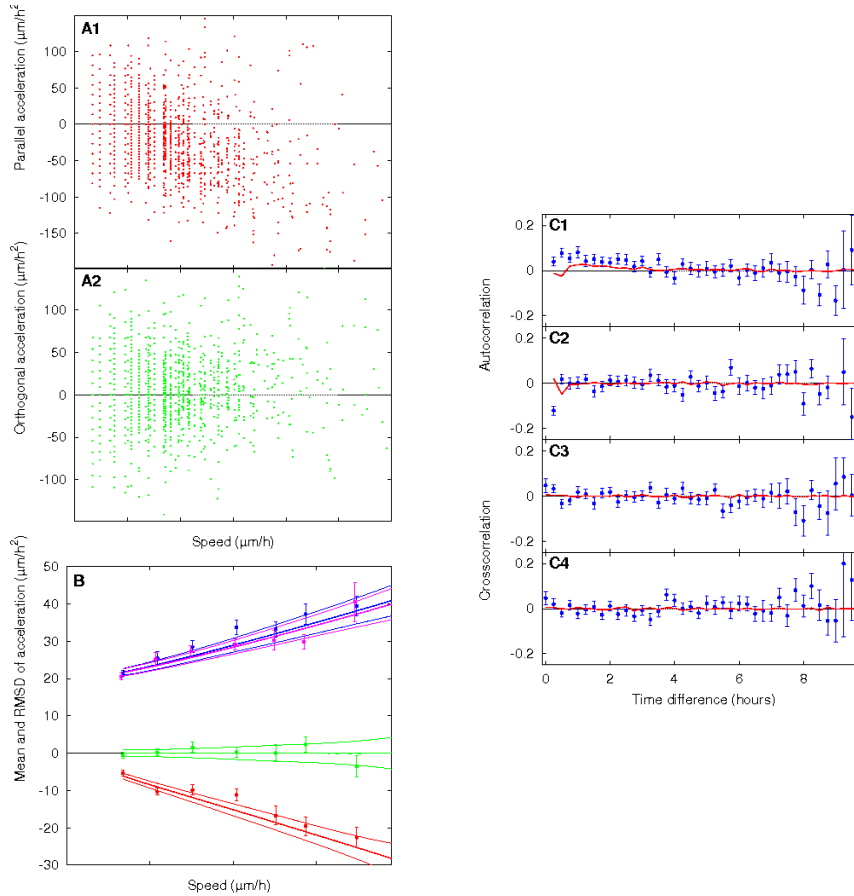 A1
Parallel acceleration (μm/h²)
100
50
0
-50
-100
-150
A2
Orthogonal acceleration (μm/h²)
100
50
0
-50
-100
Speed (μm/h)
B
Mean and RMSD of acceleration (μm/h²)
50
40
30
20
10
0
-10
-20
-30
Speed (μm/h)
C1
0.2
0
-0.2
Autocorrelation
C2
0.2
0
-0.2
C3
0.2
0
-0.2
Crosscorrelation
C4
0.2
0
-0.2
0 2 4 6 8
Time difference (hours)